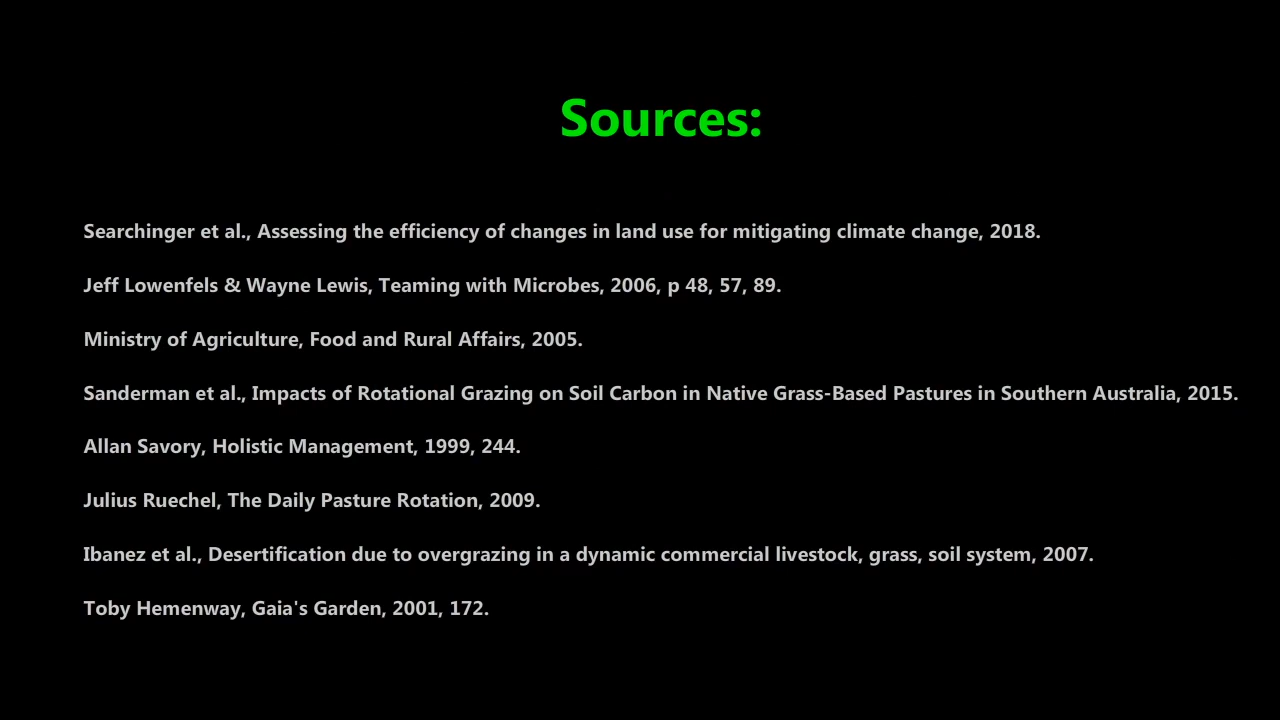 Sources:
Searchinger et al., Assessing the efficiency of changes in land use for mitigating climate change, 2018.
Jeff Lowenfels & Wayne Lewis, Teaming with Microbes, 2006, p 48, 57, 89.
Ministry of Agriculture, Food and Rural Affairs, 2005.
Sanderman et al., Impacts of Rotational Grazing on Soil Carbon in Native Grass-Based Pastures in Southern Australia, 2015.
Allan Savory, Holistic Management, 1999, 244.
Julius Ruechel, The Daily Pasture Rotation, 2009.
Ibanez et al., Desertification due to overgrazing in a dynamic commercial livestock, grass, soil system, 2007.
Toby Hemenway, Gaia's Garden, 2001, 172.